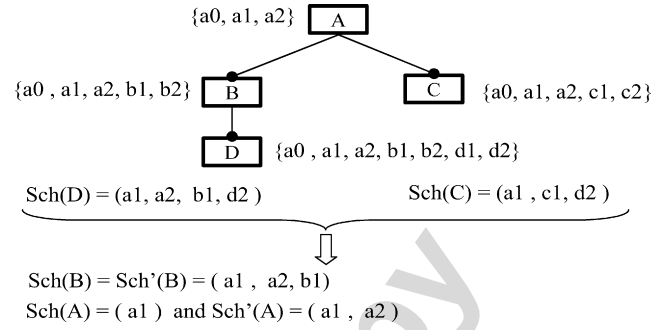 {a0, a1, a2} A
{a0 , a1, a2, b1, b2} B C {a0, a1, a2, c1, c2}
D {a0 , a1, a2, b1, b2, d1, d2}
Sch(D) = (a1, a2, b1, d2 ) Sch(C) = (a1 , c1, d2 )
Sch(B) = Sch’(B) = ( a1 , a2, b1)
Sch(A) = ( a1 ) and Sch’(A) = ( a1 , a2 )